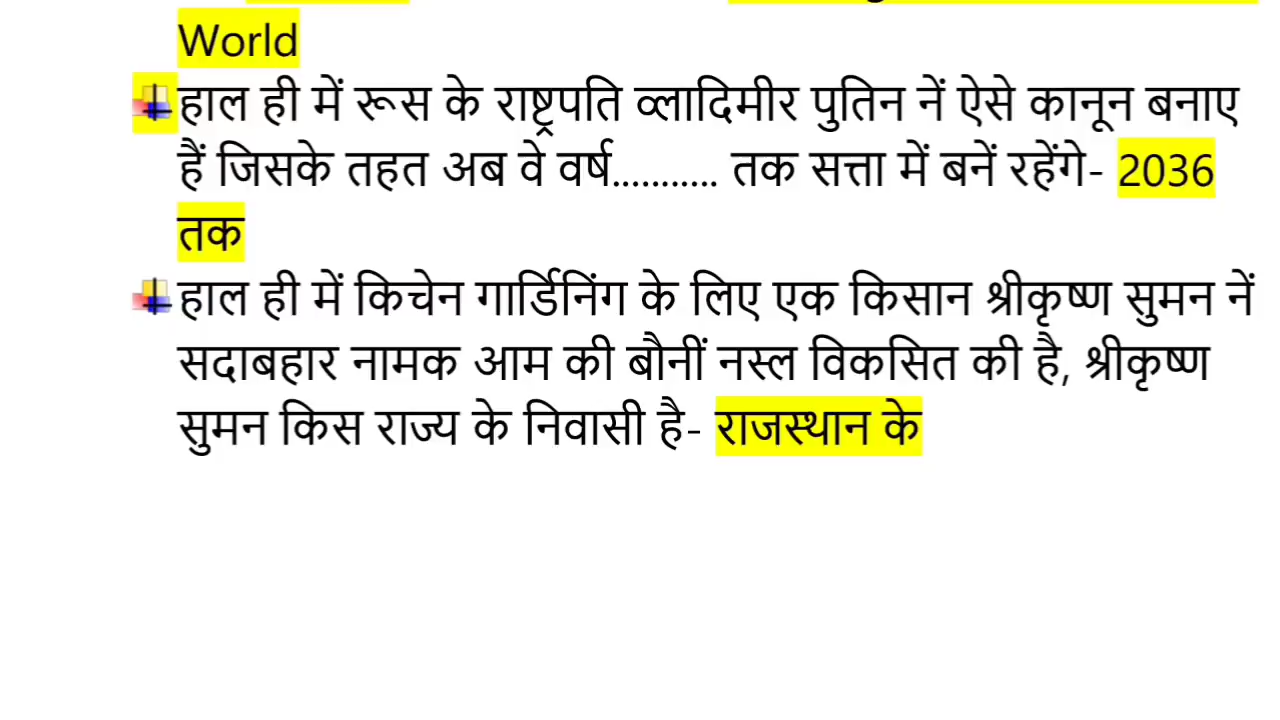 World
हाल ही में रूस के राष्ट्रपति व्लादिमीर पुतिन नें ऐसे कानून बनाए
हैं जिसके तहत अब वे वर्ष........... तक सत्ता में बनें रहेंगे- 2036
तक
हाल ही में किचेन गार्डिनिंग के लिए एक किसान श्रीकृष्ण सुमन नें
सदाबहार नामक आम की बौनीं नस्ल विकसित की है, श्रीकृष्ण
सुमन किस राज्य के निवासी है- राजस्थान के